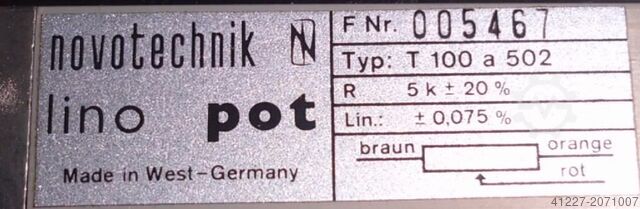 novotechnik
lino pot
Made in West-Germany
F Nr. 005467
Typ: T 100 a 502
R 5 k ± 20 %
Lin.: ± 0,075 %
braun orange
rot
41227-2071007